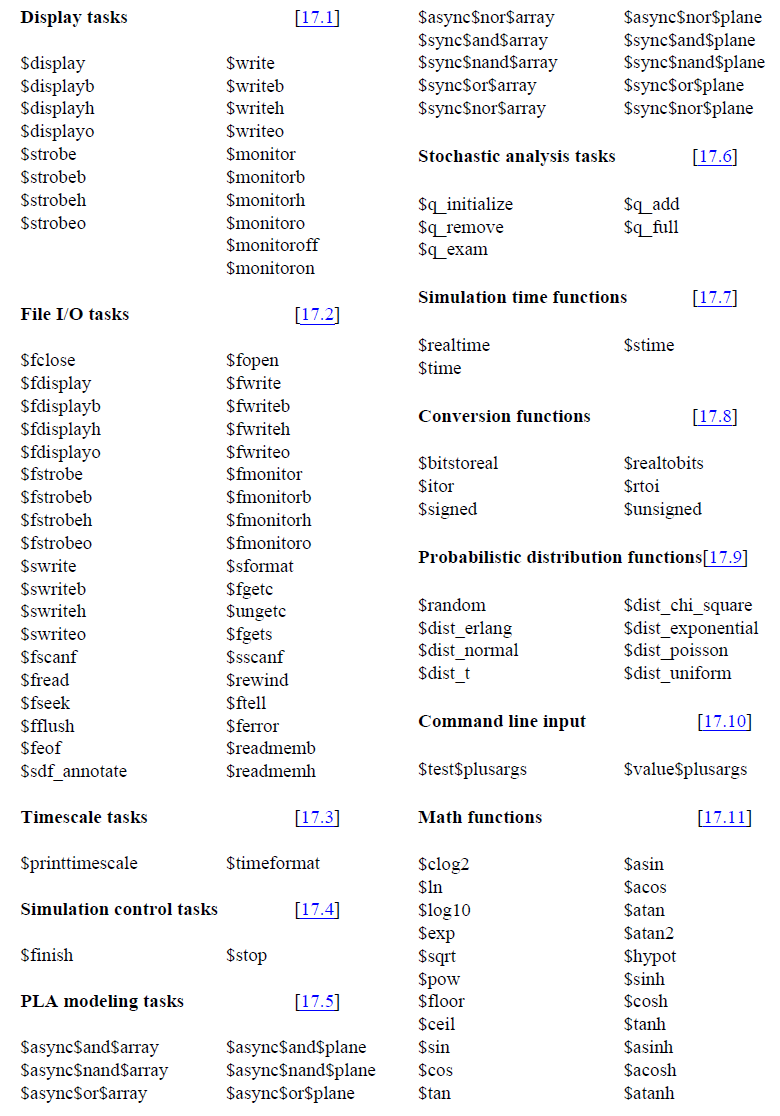 Display tasks [17.1]
$display $write
$displayb $writeb
$displayh $writeh
$displayo $writeo
$strobe $monitor
$strobeb $monitorb
$strobeh $monitorh
$strobeo $monitoro
$monitoroff
$monitoron
File I/O tasks [17.2]
$fclose $fopen
$fdisplay $fwrite
$fdisplayb $fwriteb
$fdisplayh $fwriteh
$fdisplayo $fwriteo
$fstrobe $fmonitor
$fstrobeb $fmonitorb
$fstrobeh $fmonitorh
$fstrobeo $fmonitoro
$swrite $sformat
$swriteb $fgetc
$swriteh $ungetc
$swriteo $fgets
$fscanf $sscanf
$fread $rewind
$fseek $ftell
$fflush $ferror
$feof $readmemb
$sdf_annotate $readmemh
Timescale tasks [17.3]
$printtimescale $timeformat
Simulation control tasks [17.4]
$finish $stop
PLA modeling tasks [17.5]
$async$and$array $async$and$plane
$async$nand$array $async$nand$plane
$async$or$array $async$or$plane
$async$nor$array $async$nor$plane
$sync$and$array $sync$and$plane
$sync$nand$array $sync$nand$plane
$sync$or$array $sync$or$plane
$sync$nor$array $sync$nor$plane
Stochastic analysis tasks [17.6]
$q_initialize $q_add
$q_remove $q_full
$q_exam
Simulation time functions [17.7]
$realtime $stime
$time
Conversion functions [17.8]
$bitstoreal $realtobits
$itor $rtoi
$signed $unsigned
Probabilistic distribution functions[17.9]
$random $dist_chi_square
$dist_erlang $dist_exponential
$dist_normal $dist_poisson
$dist_t $dist_uniform
Command line input [17.10]
$test$plusargs $value$plusargs
Math functions [17.11]
$clog2 $asin
$ln $acos
$log10 $atan
$exp $atan2
$sqrt $hypot
$pow $sinh
$floor $cosh
$ceil $tanh
$sin $asinh
$cos $acosh
$tan $atanh